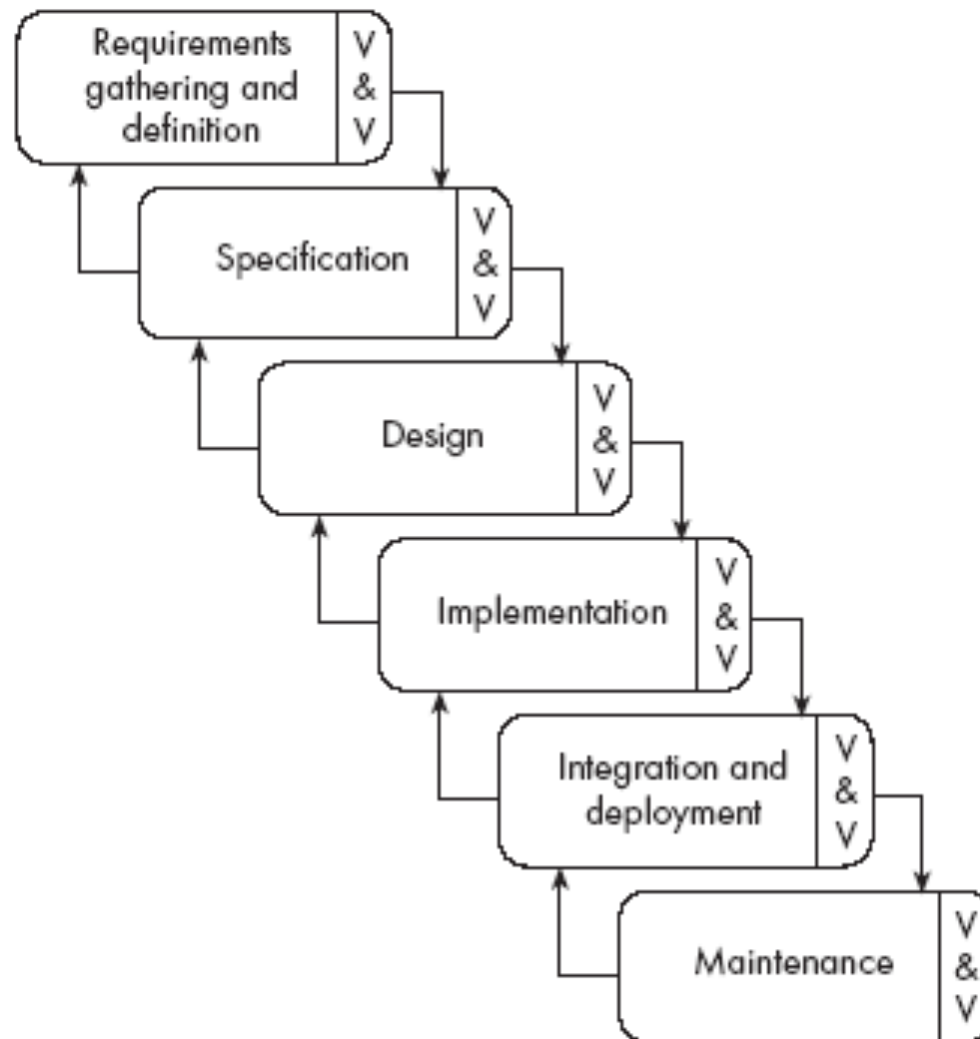 Requirements
gathering and
definition
V
&
V
Specification
V
&
V
Design
V
&
V
Implementation
V
&
V
Integration and
deployment
V
&
V
Maintenance
V
&
V